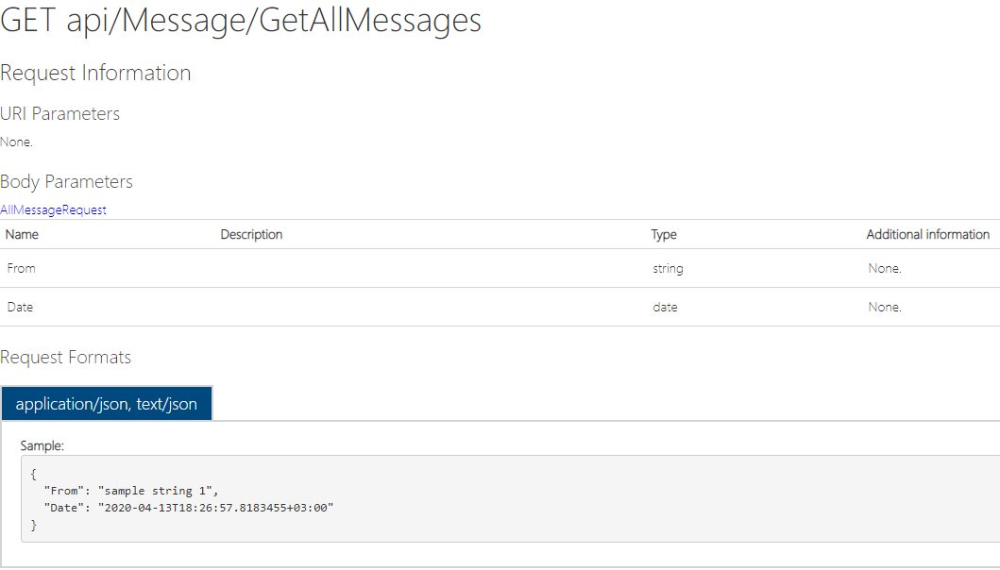 GET api/Message/GetAllMessages
Request Information
URI Parameters
None.
Body Parameters
AllMessageRequest
Name Description Type Additional information
From string None.
Date date None.
Request Formats
application/json, text/json
Sample:
{
  "From": "sample string 1",
  "Date": "2020-04-13T18:26:57.8183455+03:00"
}